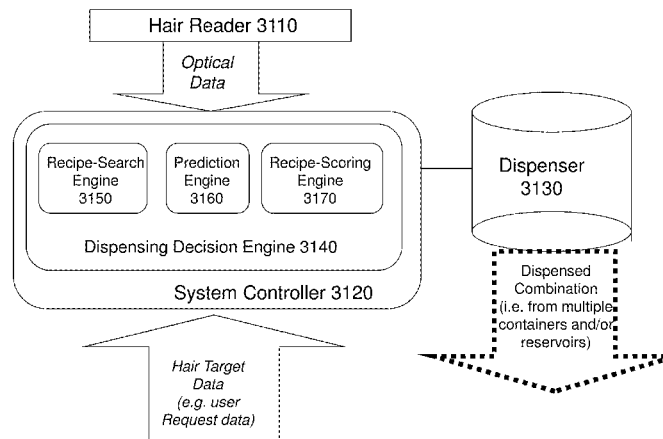 Hair Reader 3110
Optical
Data
Recipe-Search
Engine
3150
Prediction
Engine
3160
Recipe-Scoring
Engine
3170
Dispensing Decision Engine 3140
System Controller 3120
Dispenser
3130
Dispensed
Combination
(i.e. from multiple
containers and/or
reservoirs)
Hair Target
Data
(e.g. user
Request data)